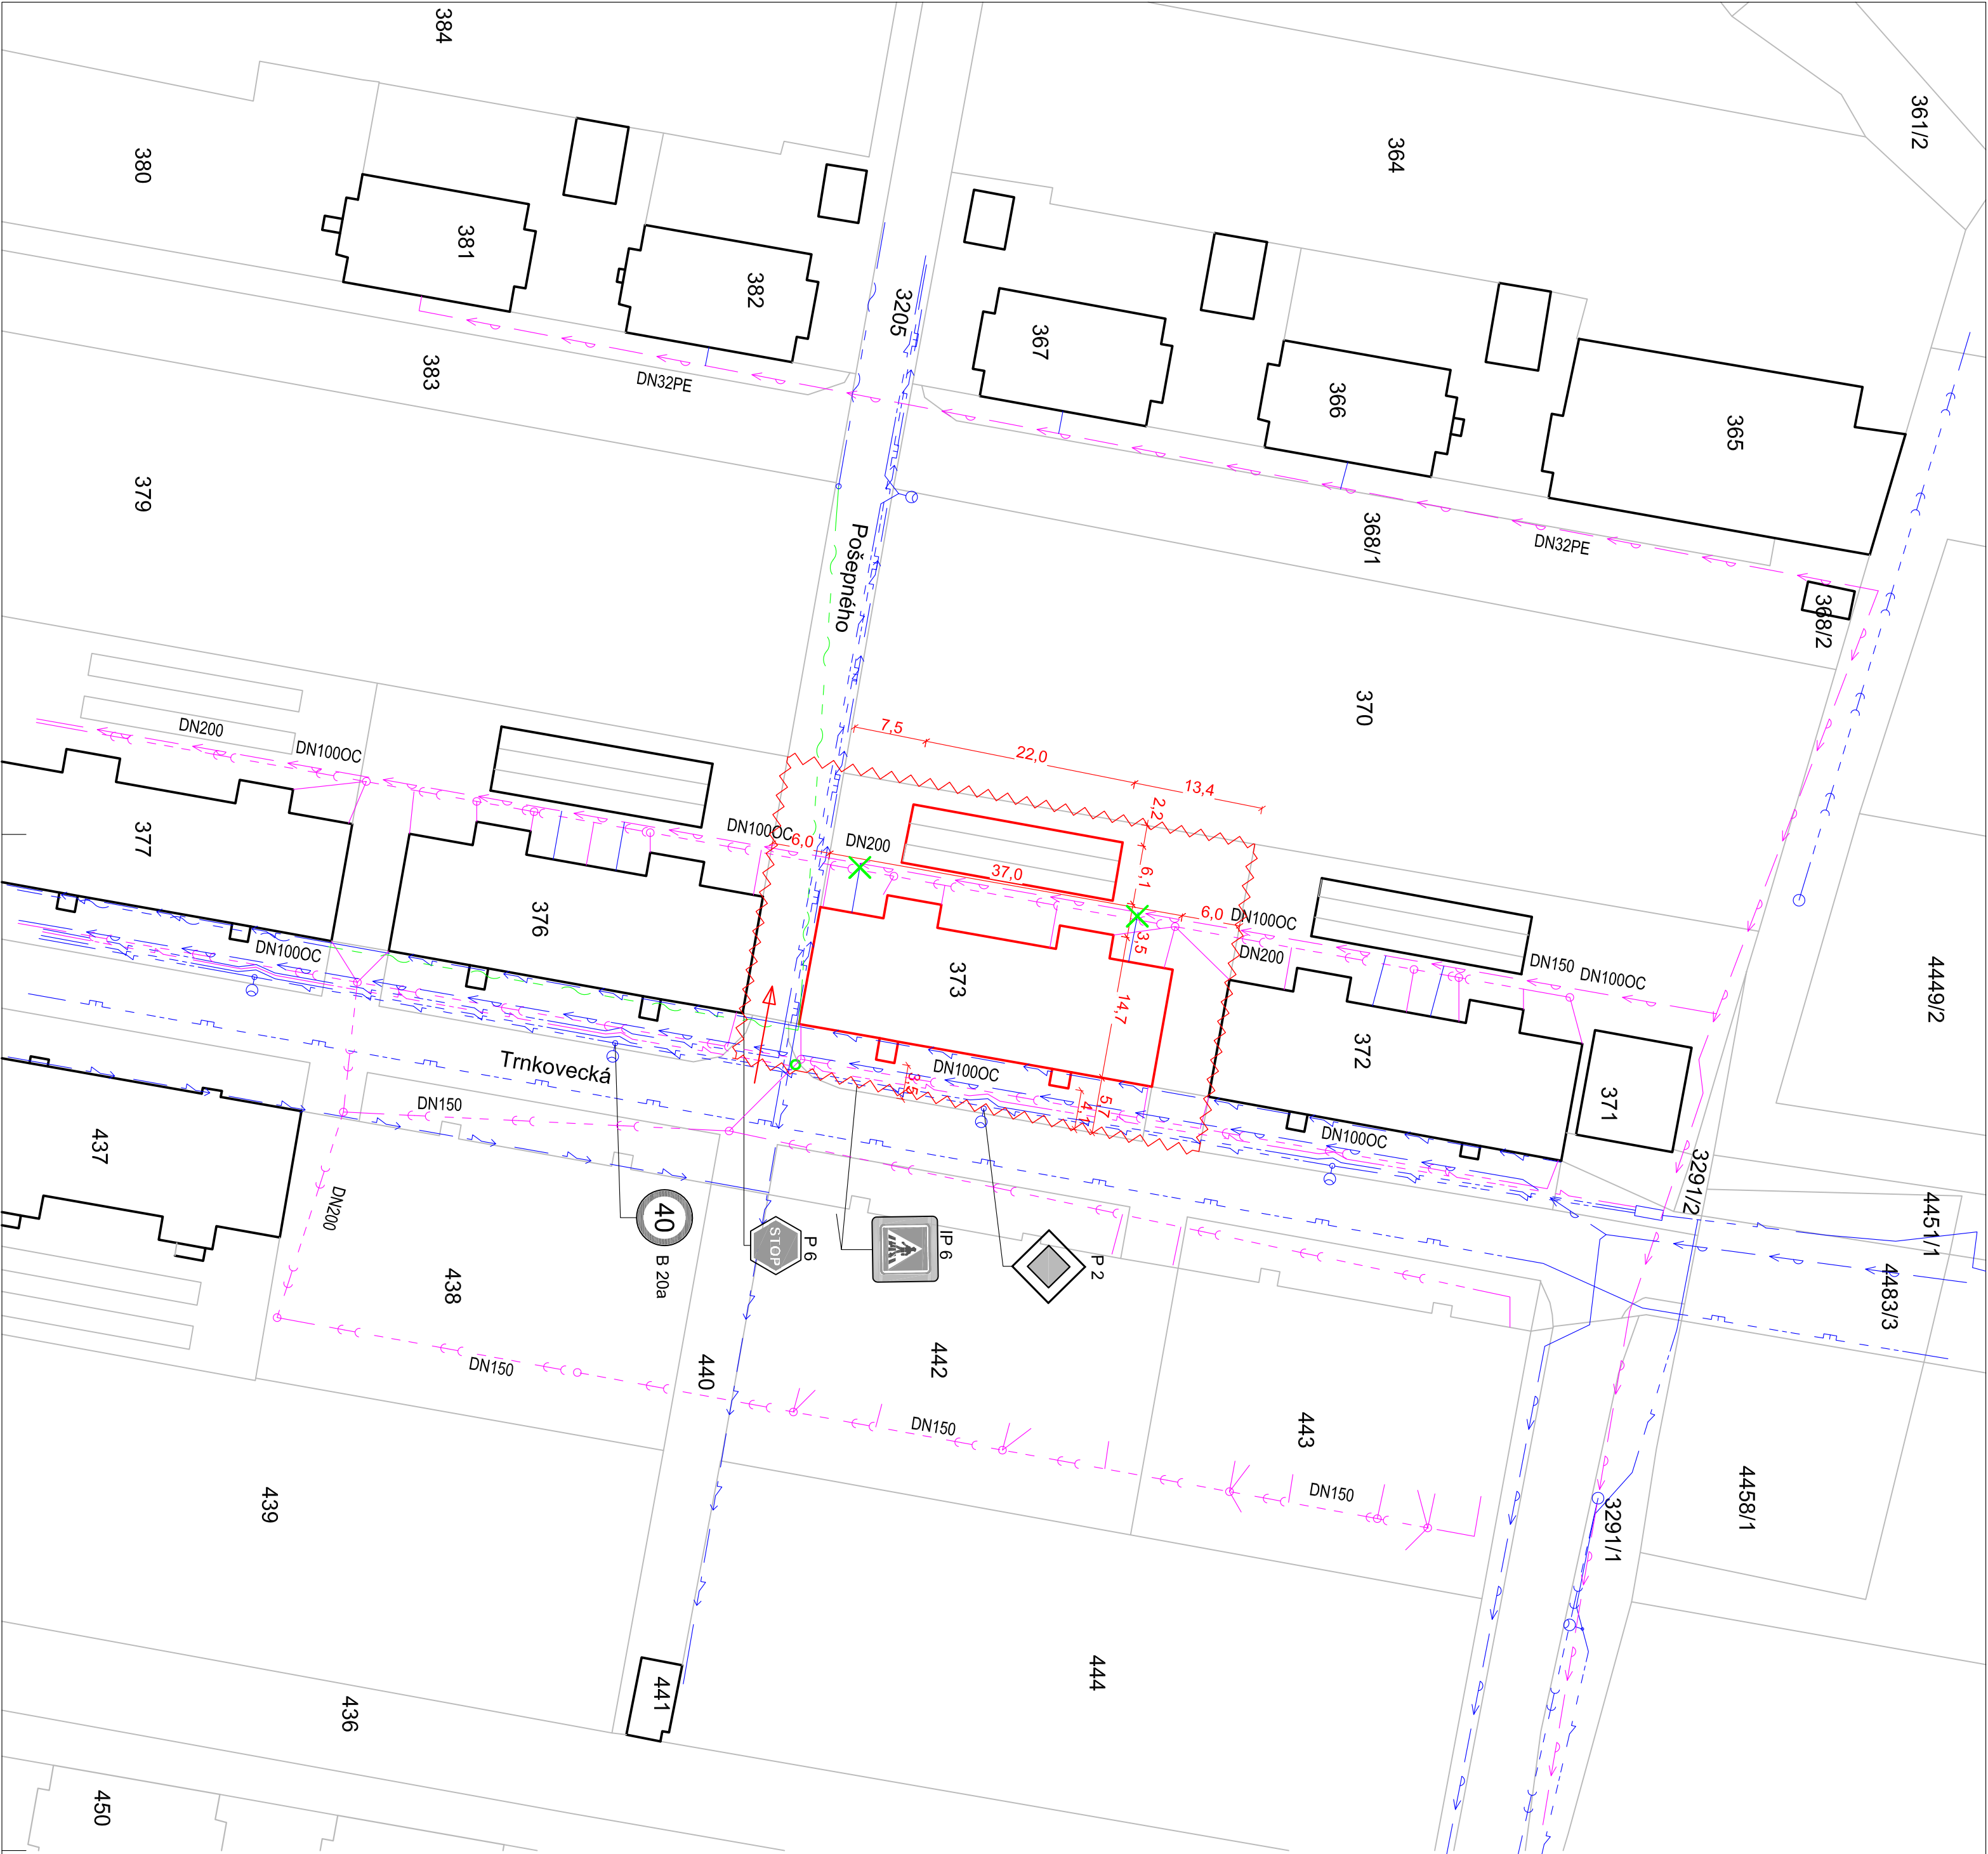 384
361/2
364
380
381
382
3205
367
366
365
383
DN32PE
379
368/1
DN32PE
Pošepného
368/2
370
7,5
22,0
13,4
2,2
DN200
DN100OC
377
DN100OC
6,0
DN200
37,0
6,1
6,0
DN100OC
3,5
DN200
DN150
DN100OC
376
373
14,7
372
371
4449/2
DN100OC
Trnkovecká
DN100OC
3,5
5,7
4,1
DN100OC
DN150
437
DN200
438
40
B 20a
STOP
P 6
IP 6
P 2
3291/2
4451/1
4483/3
DN150
440
442
DN150
443
DN150
4458/1
3291/1
439
436
441
444
450